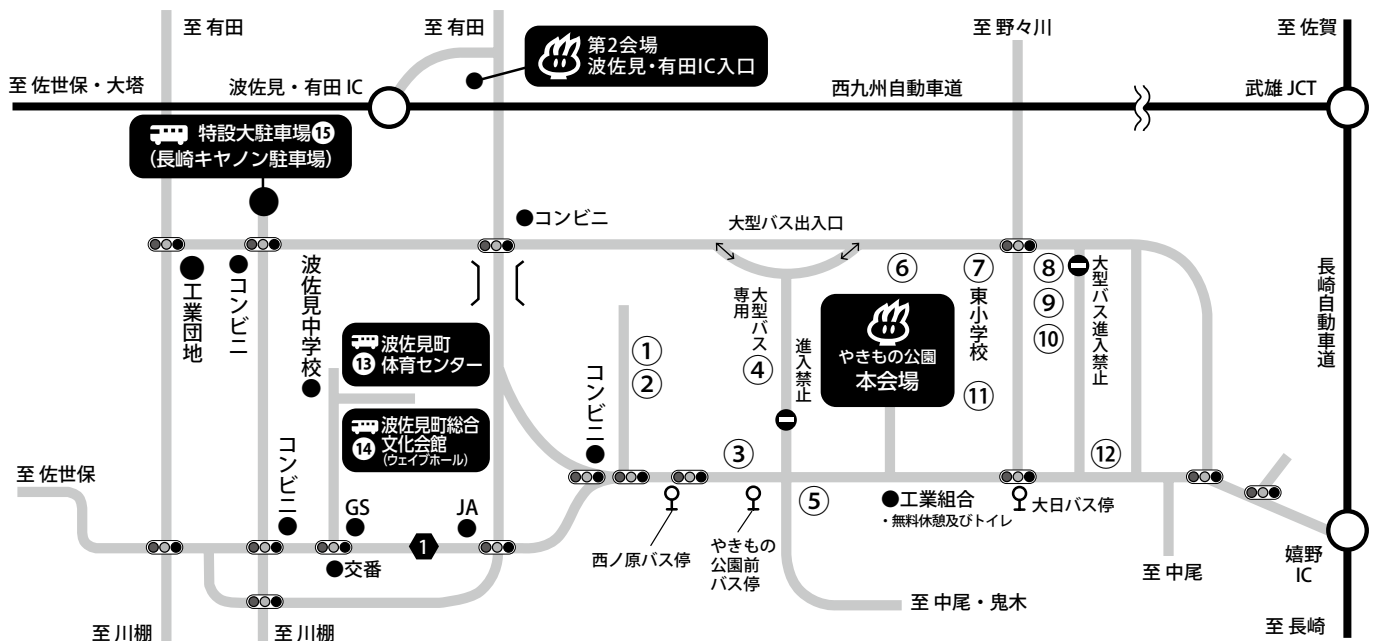 至 有田
至 有田
第2会場
波佐見・有田IC入口
至 野々川
至 佐賀
至 佐世保・大塔
波佐見・有田 IC
西九州自動車道
武雄 JCT
特設大駐車場⑮
（長崎キヤノン駐車場）
コンビニ
大型バス出入口
工業団地
コンビニ
波佐見中学校
波佐見町
⑬ 体育センター
波佐見町総合
⑭ 文化会館
(ウェイブホール)
①
②
コンビニ
③
大型バス
専用
④
進入禁止
⑤
⑥
やきもの公園
本会場
⑦
東小学校
⑧
⑨
⑩
⑪
大型バス進入禁止
⑫
長崎自動車道
至 佐世保
コンビニ
GS
JA
1
交番
西ノ原バス停
やきもの
公園前
バス停
工業組合
・無料休憩及びトイレ
大日バス停
至 中尾
嬉野
IC
至 中尾・鬼木
至 川棚
至 川棚
至 長崎